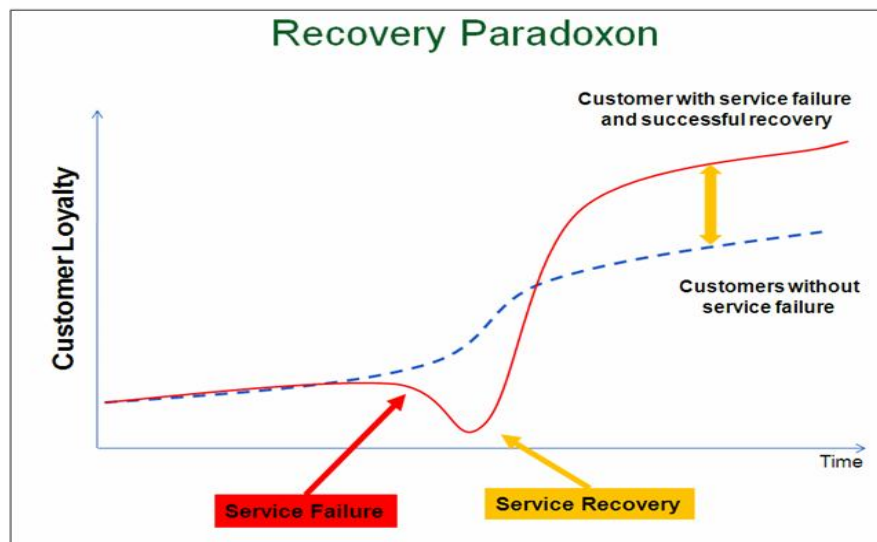 Recovery Paradoxon
Customer with service failure
and successful recovery
Customer Loyalty
Customers without
service failure
Time
Service Failure
Service Recovery